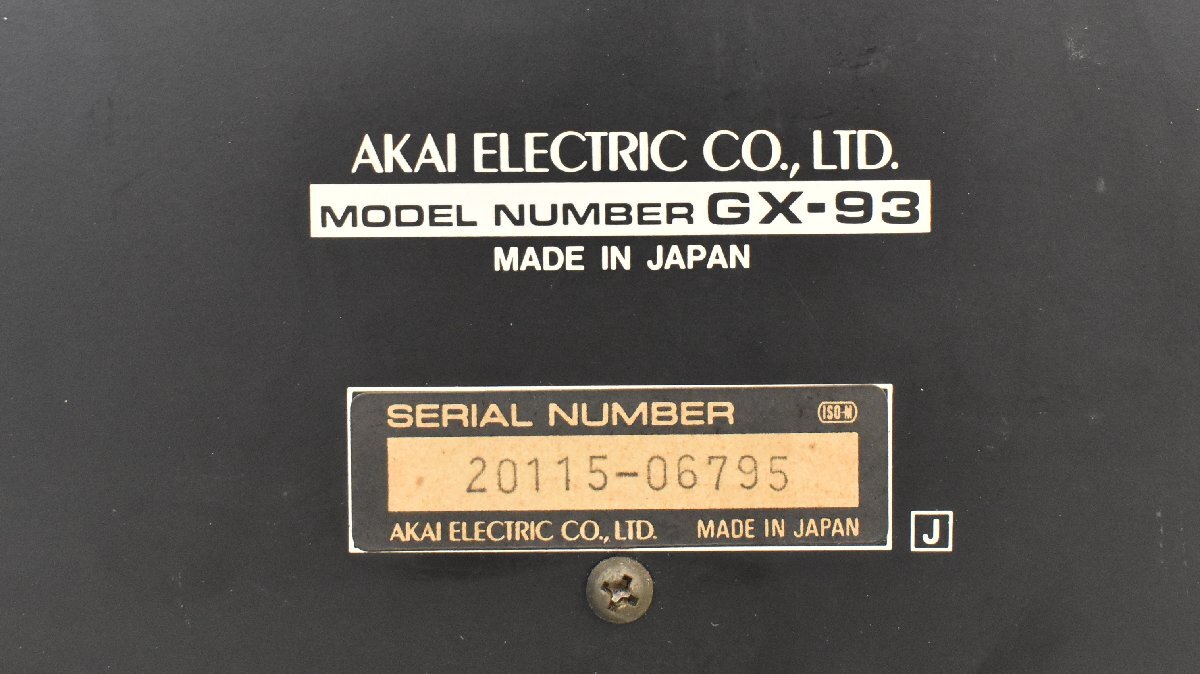 AKAI ELECTRIC CO., LTD.
MODEL NUMBER GX-93
MADE IN JAPAN
SERIAL NUMBER ISO-M
20115-06795
AKAI ELECTRIC CO., LTD. MADE IN JAPAN
J